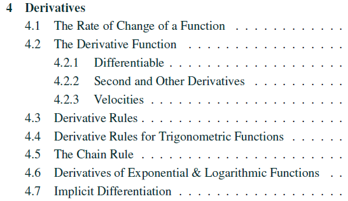 4 Derivatives
4.1 The Rate of Change of a Function . . . . . . . . . . .
4.2 The Derivative Function . . . . . . . . . . . . . . . .
4.2.1 Differentiable . . . . . . . . . . . . . . . . . .
4.2.2 Second and Other Derivatives . . . . . . . . .
4.2.3 Velocities . . . . . . . . . . . . . . . . . . . .
4.3 Derivative Rules . . . . . . . . . . . . . . . . . . . . .
4.4 Derivative Rules for Trigonometric Functions . . . . .
4.5 The Chain Rule . . . . . . . . . . . . . . . . . . . . .
4.6 Derivatives of Exponential & Logarithmic Functions . .
4.7 Implicit Differentiation . . . . . . . . . . . . . . . . .